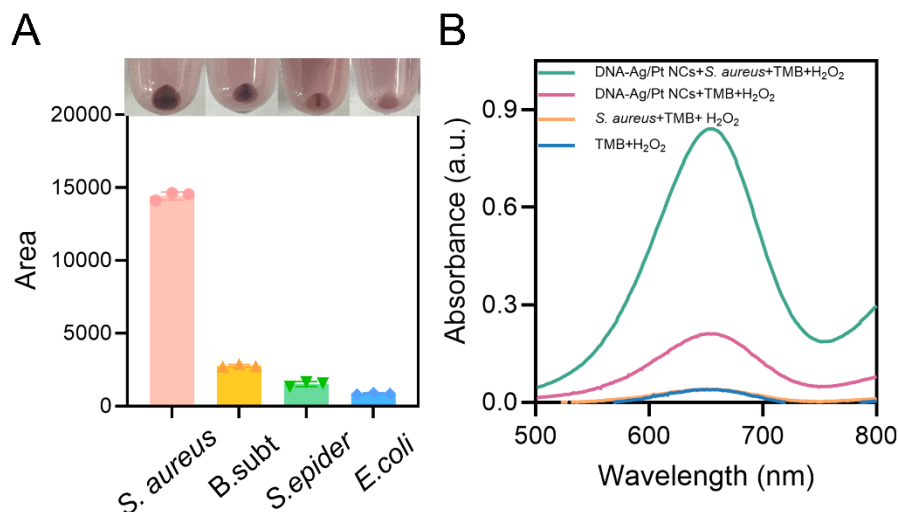 A
20000
15000
10000
5000
0
Area
S. aureus
B.subt
S.epider
E.coli
B
DNA-Ag/Pt NCs+S. aureus+TMB+H₂O₂
DNA-Ag/Pt NCs+TMB+H₂O₂
S. aureus+TMB+ H₂O₂
TMB+H₂O₂
0.9
0.6
0.3
0.0
Absorbance (a.u.)
500 600 700 800
Wavelength (nm)